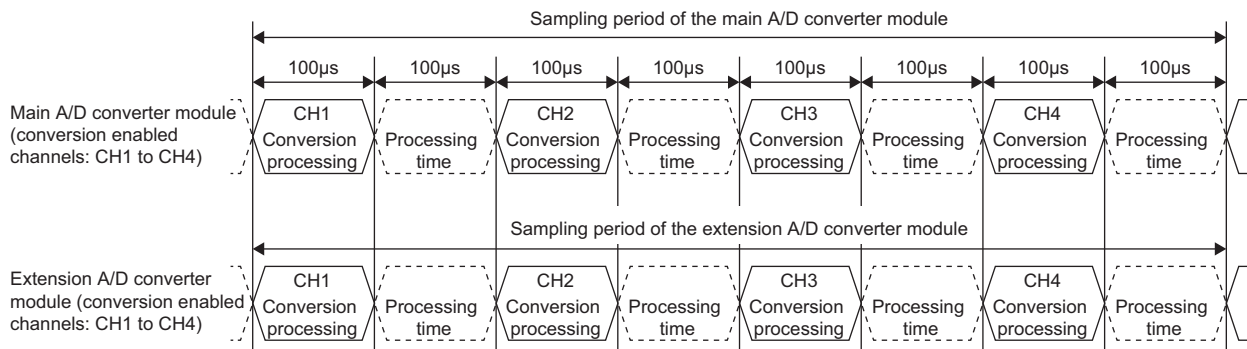 Sampling period of the main A/D converter module
100μs 100μs 100μs 100μs 100μs 100μs 100μs 100μs
Main A/D converter module
(conversion enabled
channels: CH1 to CH4)
CH1
Conversion
processing
Processing
time
CH2
Conversion
processing
Processing
time
CH3
Conversion
processing
Processing
time
CH4
Conversion
processing
Processing
time
Sampling period of the extension A/D converter module
Extension A/D converter
module (conversion enabled
channels: CH1 to CH4)
CH1
Conversion
processing
Processing
time
CH2
Conversion
processing
Processing
time
CH3
Conversion
processing
Processing
time
CH4
Conversion
processing
Processing
time